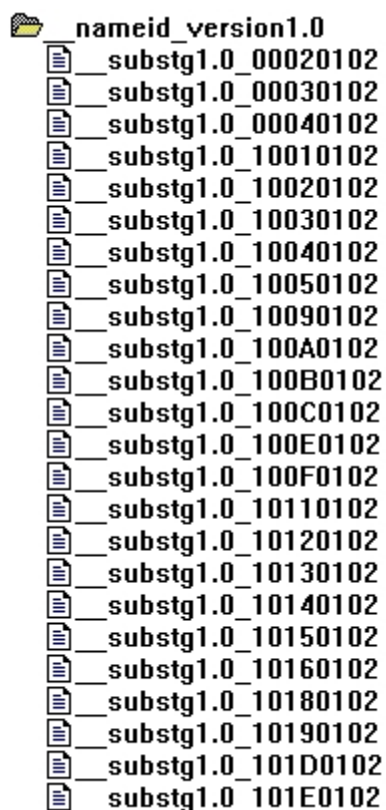 __nameid_version1.0
__substg1.0_00020102
__substg1.0_00030102
__substg1.0_00040102
__substg1.0_10010102
__substg1.0_10020102
__substg1.0_10030102
__substg1.0_10040102
__substg1.0_10050102
__substg1.0_10090102
__substg1.0_100A0102
__substg1.0_100B0102
__substg1.0_100C0102
__substg1.0_100E0102
__substg1.0_100F0102
__substg1.0_10110102
__substg1.0_10120102
__substg1.0_10130102
__substg1.0_10140102
__substg1.0_10150102
__substg1.0_10160102
__substg1.0_10180102
__substg1.0_10190102
__substg1.0_101D0102
__substg1.0_101E0102